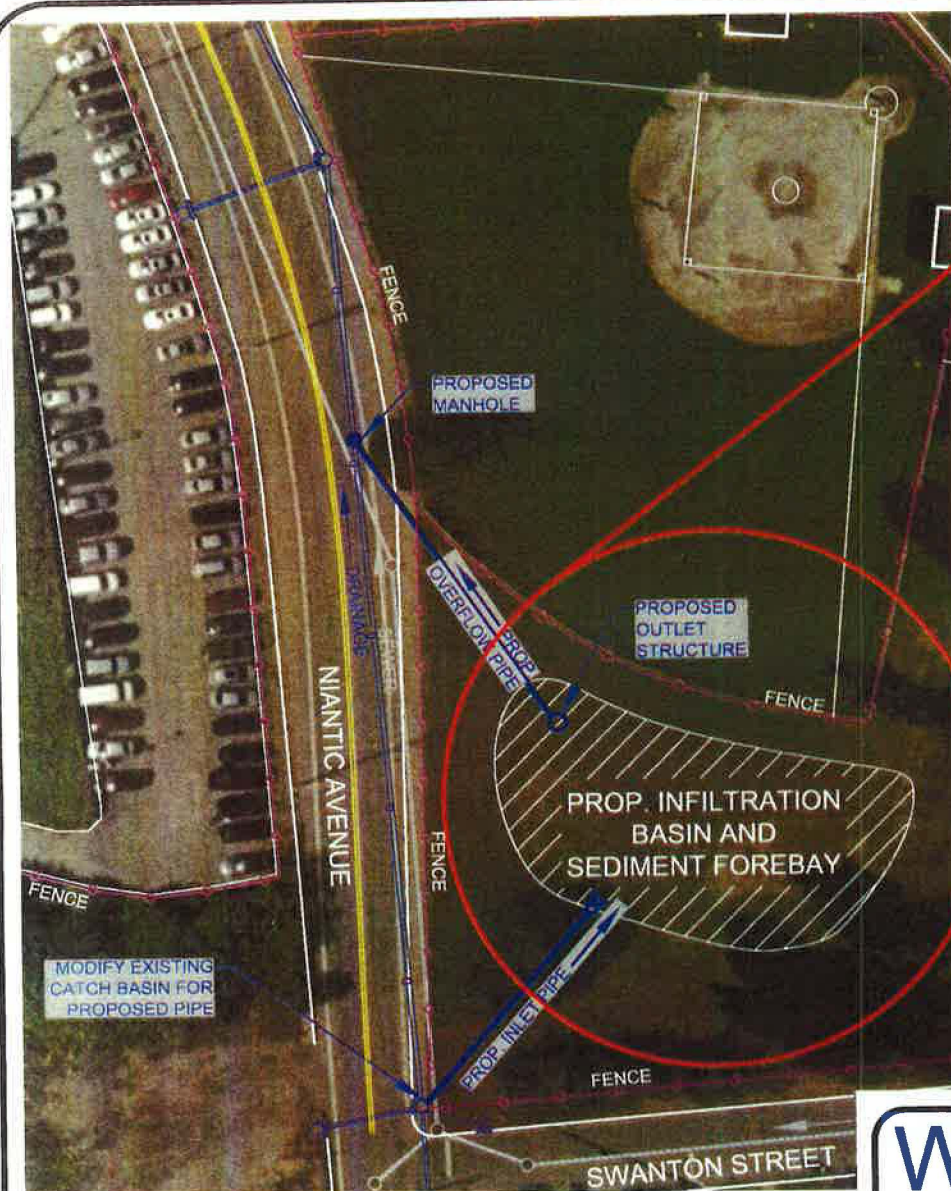 FENCE
PROPOSED
MANHOLE
DRAINAGE
SEWER
PROP.
OVERFLOW PIPE
PROPOSED
OUTLET
STRUCTURE
NIANTIC AVENUE
FENCE
PROP. INFILTRATION
BASIN AND
SEDIMENT FOREBAY
FENCE
FENCE
MODIFY EXISTING
CATCH BASIN FOR
PROPOSED PIPE
PROP. INLET PIPE
FENCE
SWANTON STREET
W